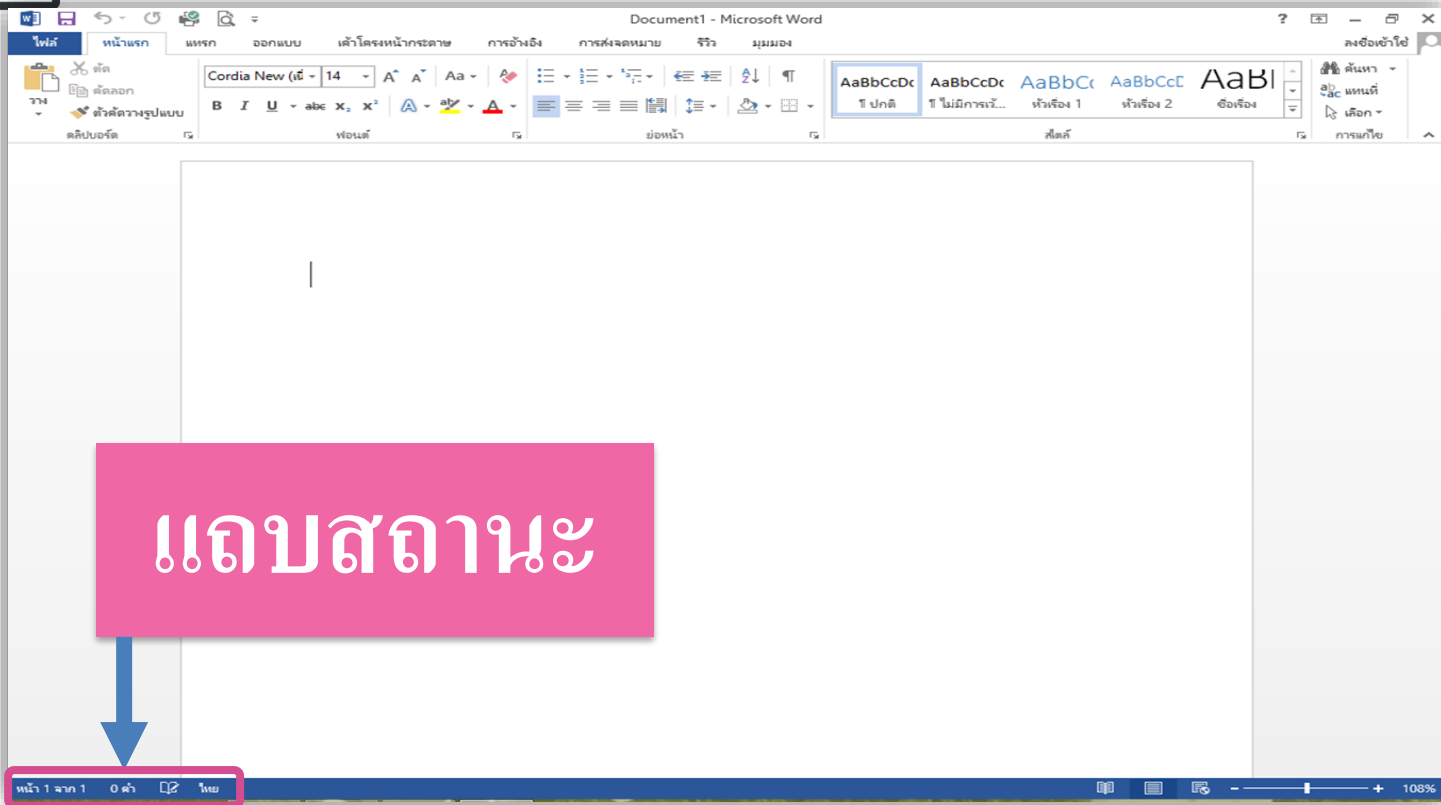 Document1 - Microsoft Word
ไฟล์ หน้าแรก แทรก ออกแบบ เค้าโครงหน้ากระดาษ การอ้างอิง การส่งจดหมาย รีวิว มุมมอง ลงชื่อเข้าใช้
วาง
ตัด
คัดลอก
ตัวคัดวางรูปแบบ
คลิปบอร์ด
Cordia New (เนื้ 14
ฟอนต์
ย่อหน้า
AaBbCcDc AaBbCcDc AaBbCc AaBbCcD AaBl
¶ ปกติ ¶ ไม่มีการเว้... หัวเรื่อง 1 หัวเรื่อง 2 ชื่อเรื่อง
สไตล์
ค้นหา
แทนที่
เลือก
การแก้ไข
แถบสถานะ
หน้า 1 จาก 1 0 คำ ไทย 108%